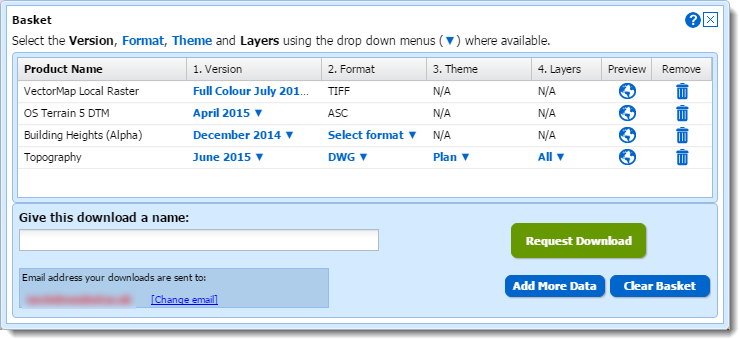 Basket
Select the Version, Format, Theme and Layers using the drop down menus (▼) where available.
Product Name 1. Version 2. Format 3. Theme 4. Layers Preview Remove
VectorMap Local Raster Full Colour July 201... TIFF N/A N/A
OS Terrain 5 DTM April 2015 ▼ ASC N/A N/A
Building Heights (Alpha) December 2014 ▼ Select format ▼ N/A N/A
Topography June 2015 ▼ DWG ▼ Plan ▼ All ▼
Give this download a name:
Request Download
Email address your downloads are sent to:
[Change email]
Add More Data Clear Basket